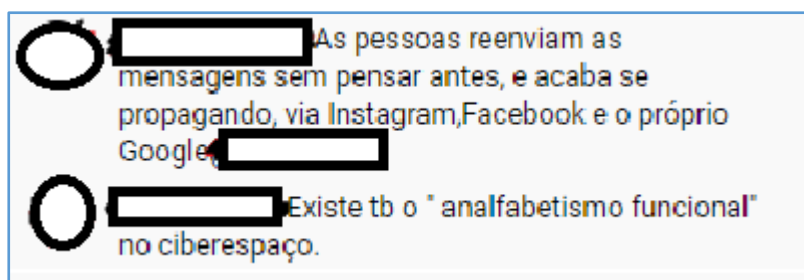 As pessoas reenviam as
mensagens sem pensar antes, e acaba se
propagando, via Instagram,Facebook e o próprio
Google
Existe tb o " analfabetismo funcional"
no ciberespaço.